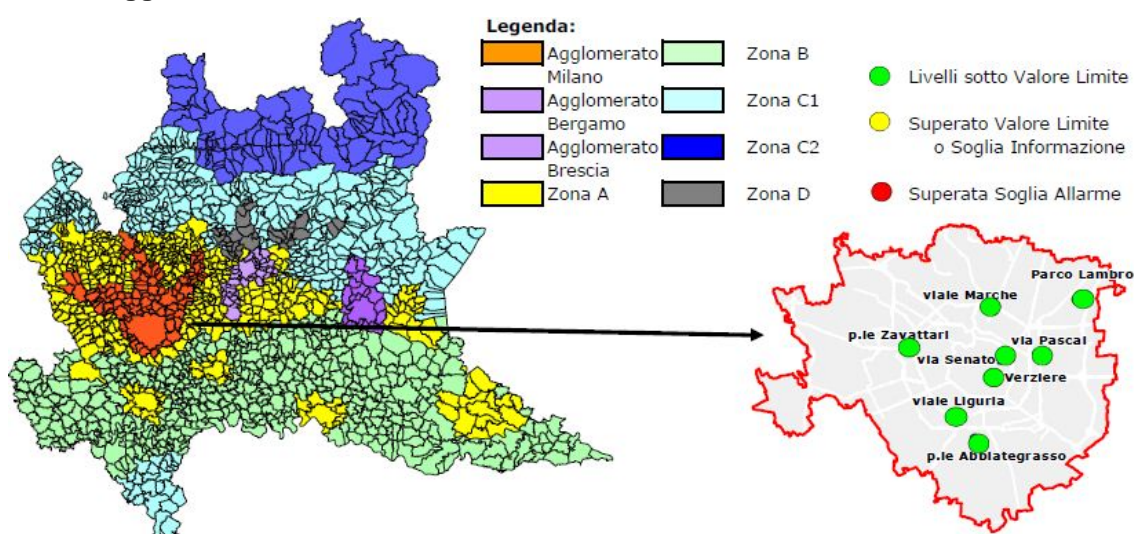 Legenda:
Agglomerato
Milano
Agglomerato
Bergamo
Agglomerato
Brescia
Zona A
Zona B
Zona C1
Zona C2
Zona D
Livelli sotto Valore Limite
Superato Valore Limite
o Soglia Informazione
Superata Soglia Allarme
Parco Lambro
viale Marche
p.le Zavattari
via Pascal
via Senato
Verziere
viale Liguria
p.le Abbiategrasso